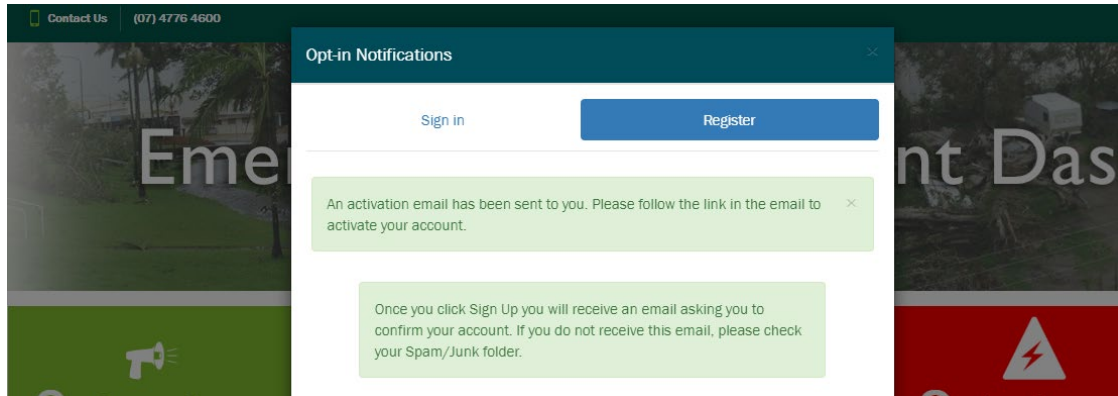 Contact Us (07) 4776 4600
Opt-in Notifications
Sign in Register
Eme nt Das
An activation email has been sent to you. Please follow the link in the email to
activate your account.
Once you click Sign Up you will receive an email asking you to
confirm your account. If you do not receive this email, please check
your Spam/Junk folder.